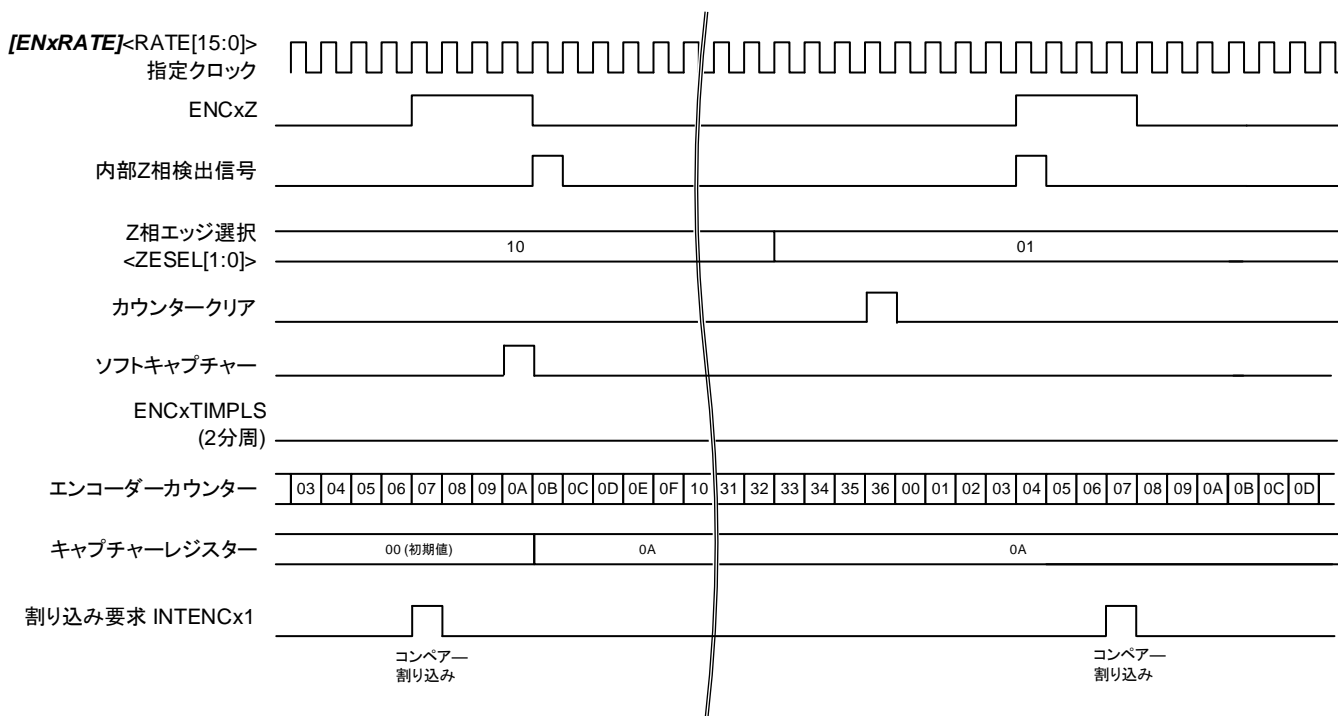 [ENxRATE]<RATE[15:0]>
指定クロック
ENCxZ
内部Z相検出信号
Z相エッジ選択
<ZESEL[1:0]>
10
01
カウンタークリア
ソフトキャプチャー
ENCxTIMPLS
(2分周)
エンコーダーカウンター
03 04 05 06 07 08 09 0A 0B 0C 0D 0E 0F 10 31 32 33 34 35 36 00 01 02 03 04 05 06 07 08 09 0A 0B 0C 0D
キャプチャーレジスター
00 (初期値)
0A
0A
割り込み要求 INTENCx1
コンペアー
割り込み
コンペアー
割り込み